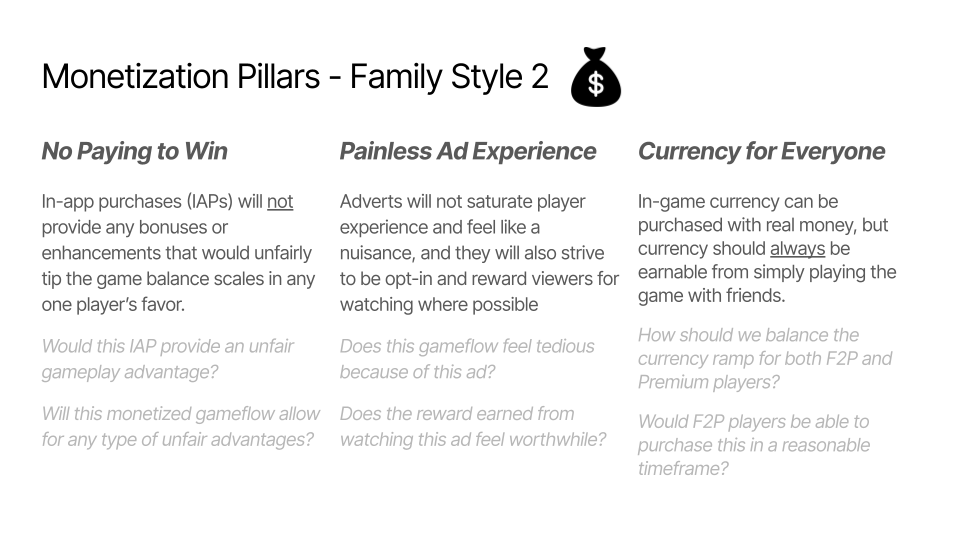 Monetization Pillars - Family Style 2
$
No Paying to Win
In-app purchases (IAPs) will not
provide any bonuses or
enhancements that would unfairly
tip the game balance scales in any
one player’s favor.
Would this IAP provide an unfair
gameplay advantage?
Will this monetized gameflow allow
for any type of unfair advantages?
Painless Ad Experience
Adverts will not saturate player
experience and feel like a
nuisance, and they will also strive
to be opt-in and reward viewers for
watching where possible
Does this gameflow feel tedious
because of this ad?
Does the reward earned from
watching this ad feel worthwhile?
Currency for Everyone
In-game currency can be
purchased with real money, but
currency should always be
earnable from simply playing the
game with friends.
How should we balance the
currency ramp for both F2P and
Premium players?
Would F2P players be able to
purchase this in a reasonable
timeframe?